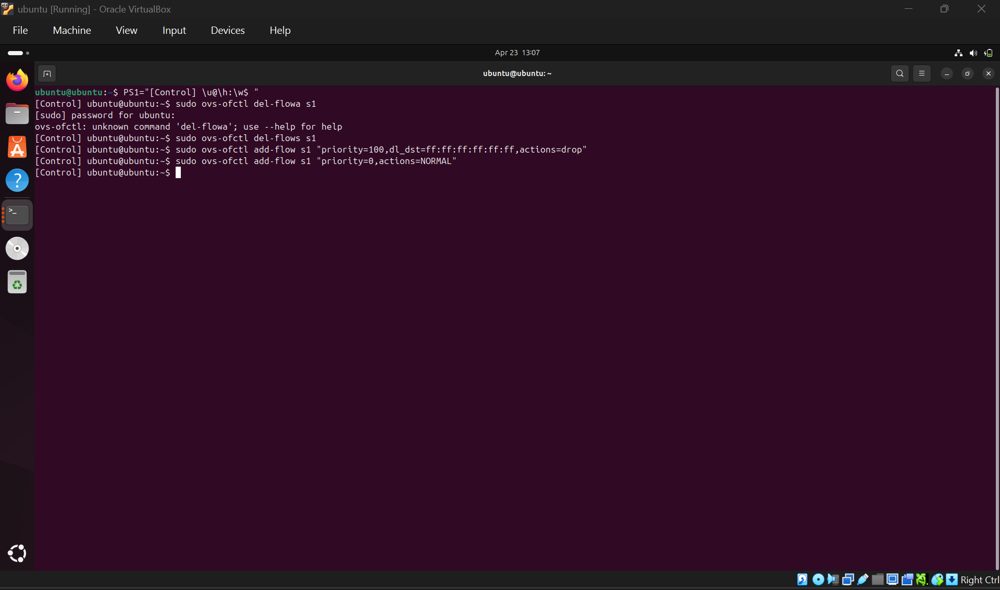 ubuntu [Running] - Oracle VirtualBox
File Machine View Input Devices Help
Apr 23 13:07
ubuntu@ubuntu: ~
ubuntu@ubuntu:~$ PS1="[Control] \u@\h:\w$ "
[Control] ubuntu@ubuntu:~$ sudo ovs-ofctl del-flowa s1
[sudo] password for ubuntu:
ovs-ofctl: unknown command 'del-flowa'; use --help for help
[Control] ubuntu@ubuntu:~$ sudo ovs-ofctl del-flows s1
[Control] ubuntu@ubuntu:~$ sudo ovs-ofctl add-flow s1 "priority=100,dl_dst=ff:ff:ff:ff:ff:ff,actions=drop"
[Control] ubuntu@ubuntu:~$ sudo ovs-ofctl add-flow s1 "priority=0,actions=NORMAL"
[Control] ubuntu@ubuntu:~$
Right Ctrl